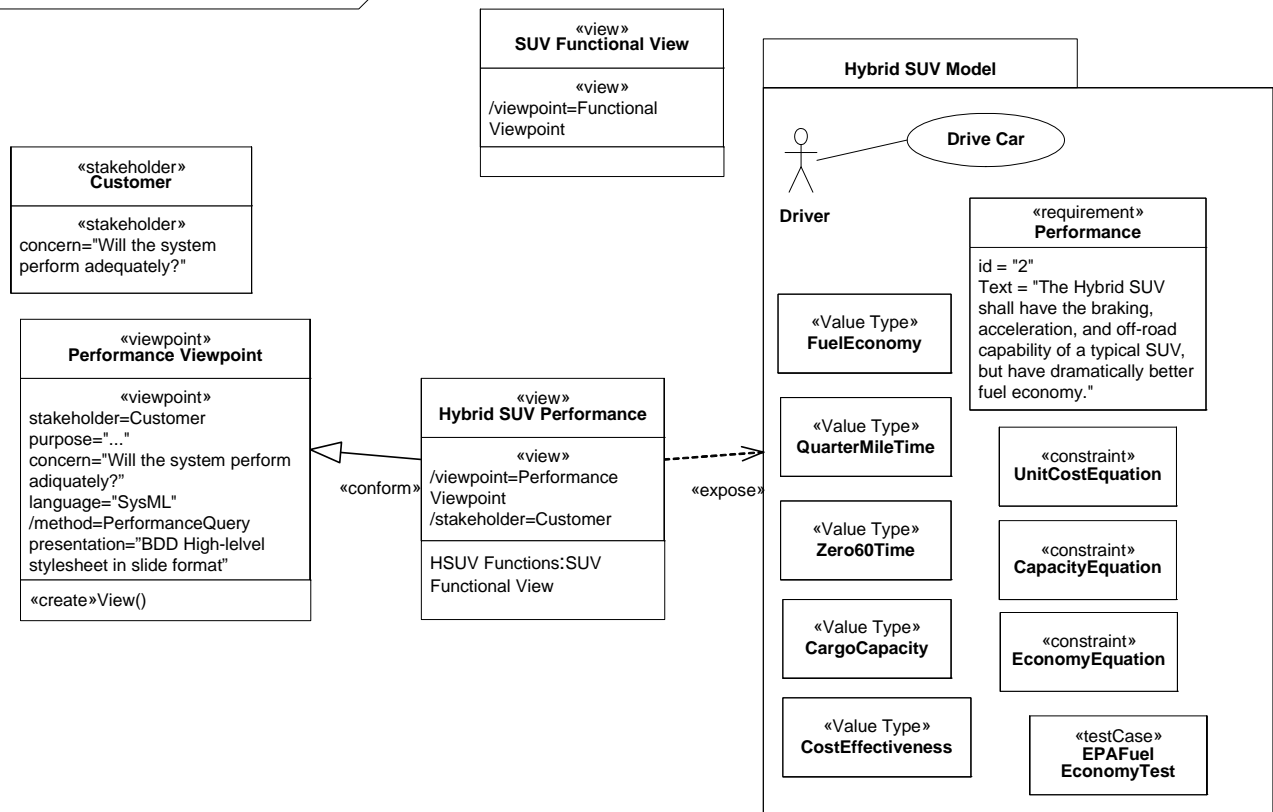 «view»
SUV Functional View
«view»
/viewpoint=Functional
Viewpoint
«stakeholder»
Customer
«stakeholder»
concern="Will the system
perform adequately?"
«viewpoint»
Performance Viewpoint
«viewpoint»
stakeholder=Customer
purpose="..."
concern="Will the system perform
adiquately?”
language="SysML"
/method=PerformanceQuery
presentation=”BDD High-lelvel
stylesheet in slide format”
«create»View()
«conform»
«view»
Hybrid SUV Performance
«view»
/viewpoint=Performance
Viewpoint
/stakeholder=Customer
HSUV Functions:SUV
Functional View
«expose»
Hybrid SUV Model
Drive Car
Driver
«requirement»
Performance
id = "2"
Text = "The Hybrid SUV
shall have the braking,
acceleration, and off-road
capability of a typical SUV,
but have dramatically better
fuel economy."
«Value Type»
FuelEconomy
«Value Type»
QuarterMileTime
«Value Type»
Zero60Time
«Value Type»
CargoCapacity
«Value Type»
CostEffectiveness
«constraint»
UnitCostEquation
«constraint»
CapacityEquation
«constraint»
EconomyEquation
«testCase»
EPAFuel
EconomyTest